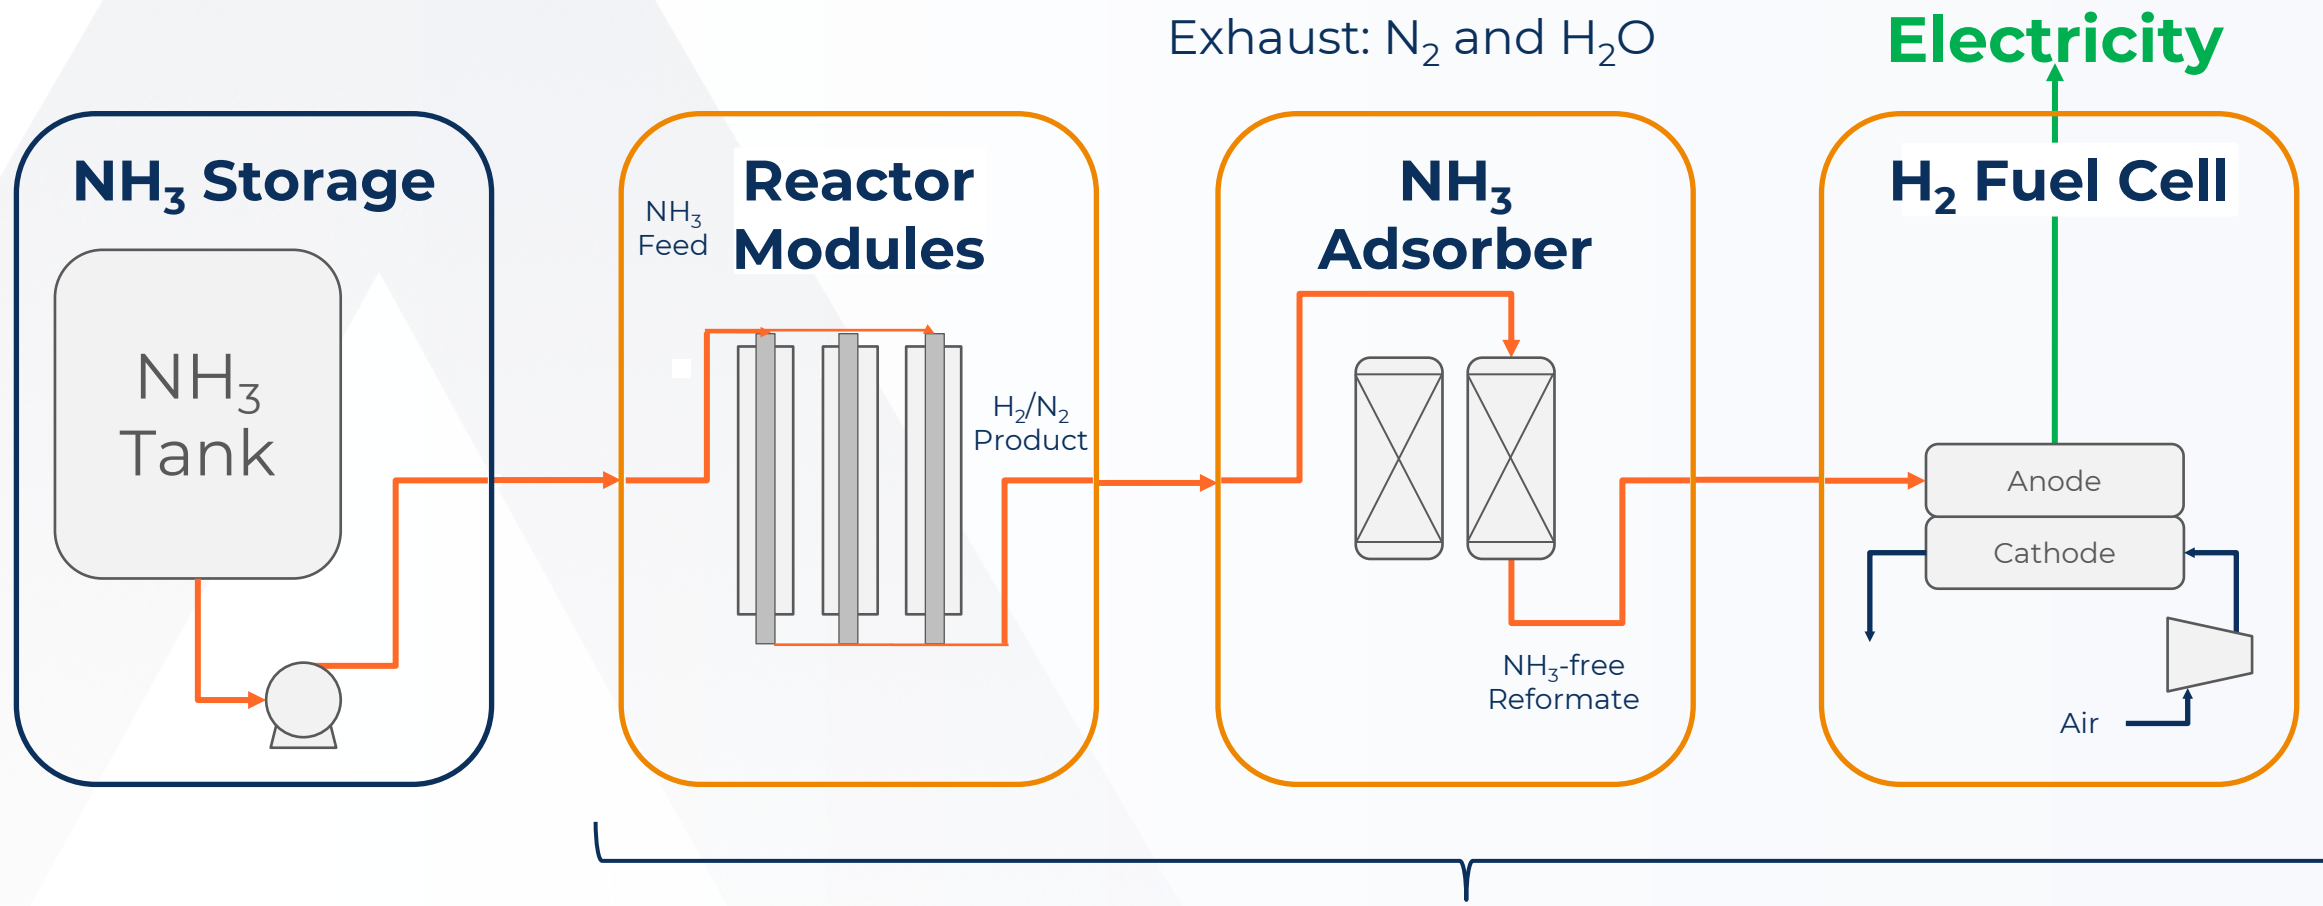 Exhaust: N₂ and H₂O
Electricity
NH₃ Storage
NH₃
Tank
Reactor
Modules
NH₃
Feed
H₂/N₂
Product
NH₃
Adsorber
NH₃-free
Reformate
H₂ Fuel Cell
Anode
Cathode
Air